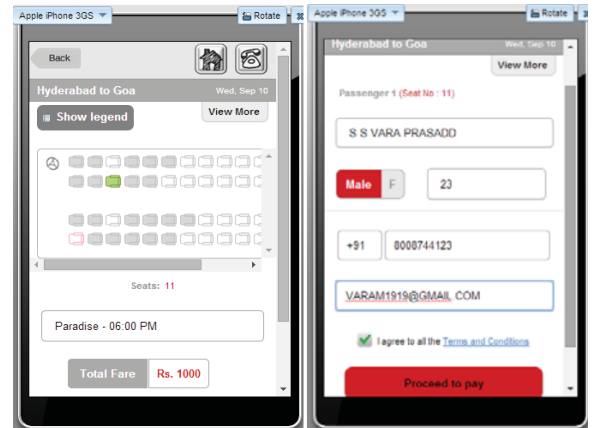 Apple iPhone 3GS
Rotate
Back
Hyderabad to Goa
Wed, Sep 10
Show legend
View More
Seats: 11
Paradise - 06:00 PM
Total Fare
Rs. 1000
Apple iPhone 3GS
Rotate
Hyderabad to Goa
Wed, Sep 10
View More
Passenger 1 (Seat No : 11)
S S VARA PRASADD
Male
F
23
+91
8008744123
VARAM1919@GMAIL.COM
I agree to all the Terms and Conditions
Proceed to pay